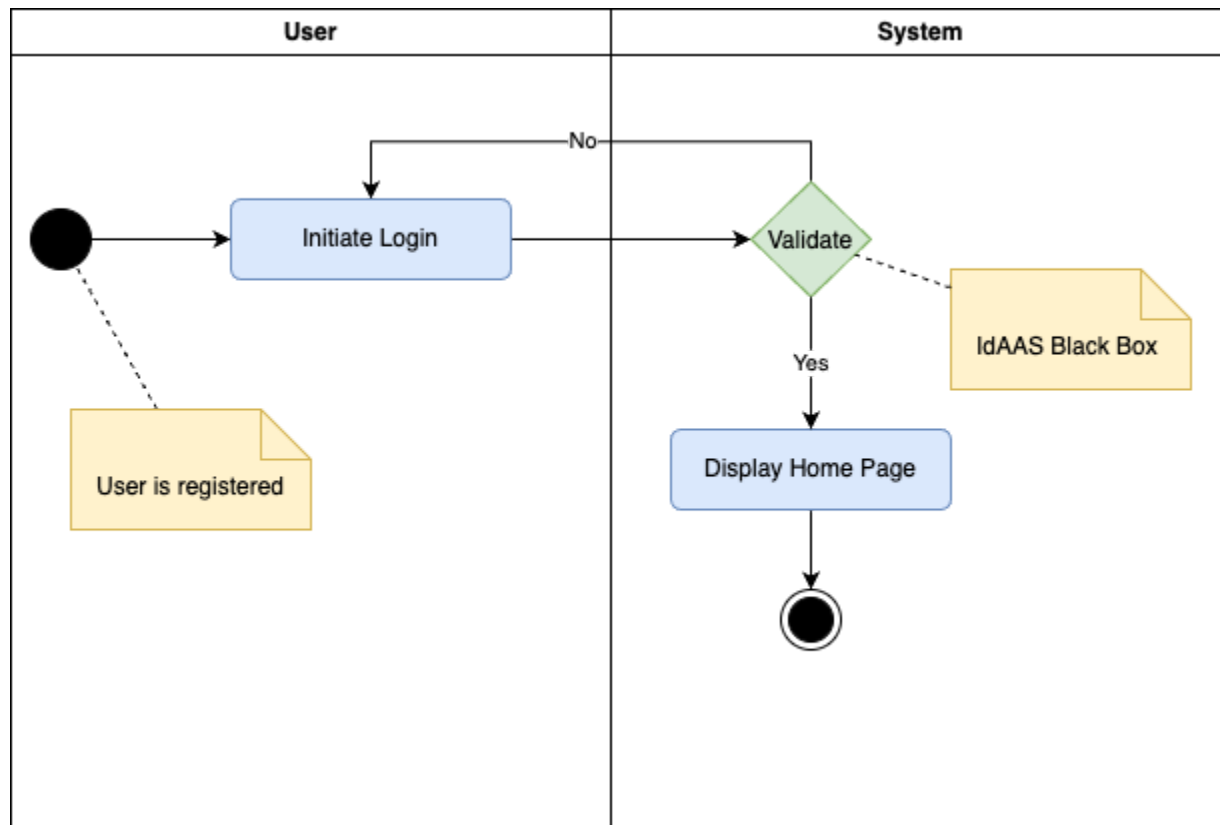 User
System
No
Initiate Login
Validate
IdAAS Black Box
Yes
Display Home Page
User is registered